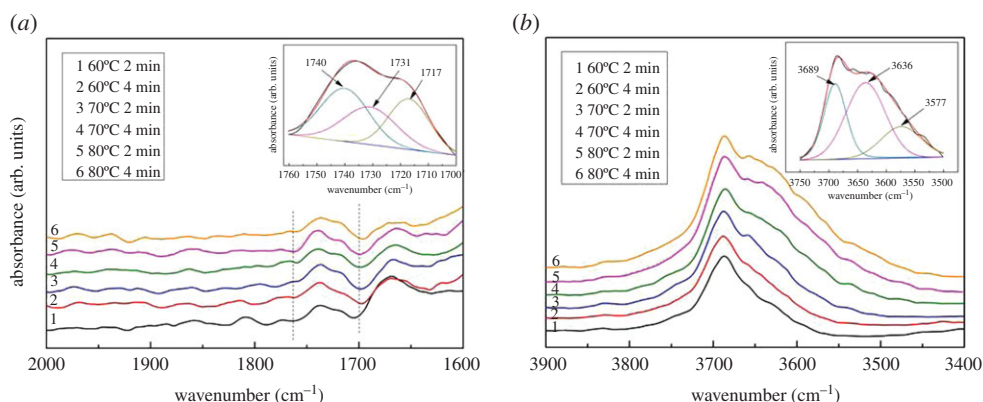 (a)
1 60ºC 2 min
2 60ºC 4 min
3 70ºC 2 min
4 70ºC 4 min
5 80ºC 2 min
6 80ºC 4 min
absorbance (arb. units)
1740
1731
1717
1760 1750 1740 1730 1720 1710 1700
wavenumber (cm⁻¹)
absorbance (arb. units)
6
5
4
3
2
1
2000 1900 1800 1700 1600
wavenumber (cm⁻¹)
(b)
1 60ºC 2 min
2 60ºC 4 min
3 70ºC 2 min
4 70ºC 4 min
5 80ºC 2 min
6 80ºC 4 min
absorbance (arb. units)
3689
3636
3577
3750 3700 3650 3600 3550 3500
wavenumber (cm⁻¹)
6
5
4
3
2
1
3900 3800 3700 3600 3500 3400
wavenumber (cm⁻¹)